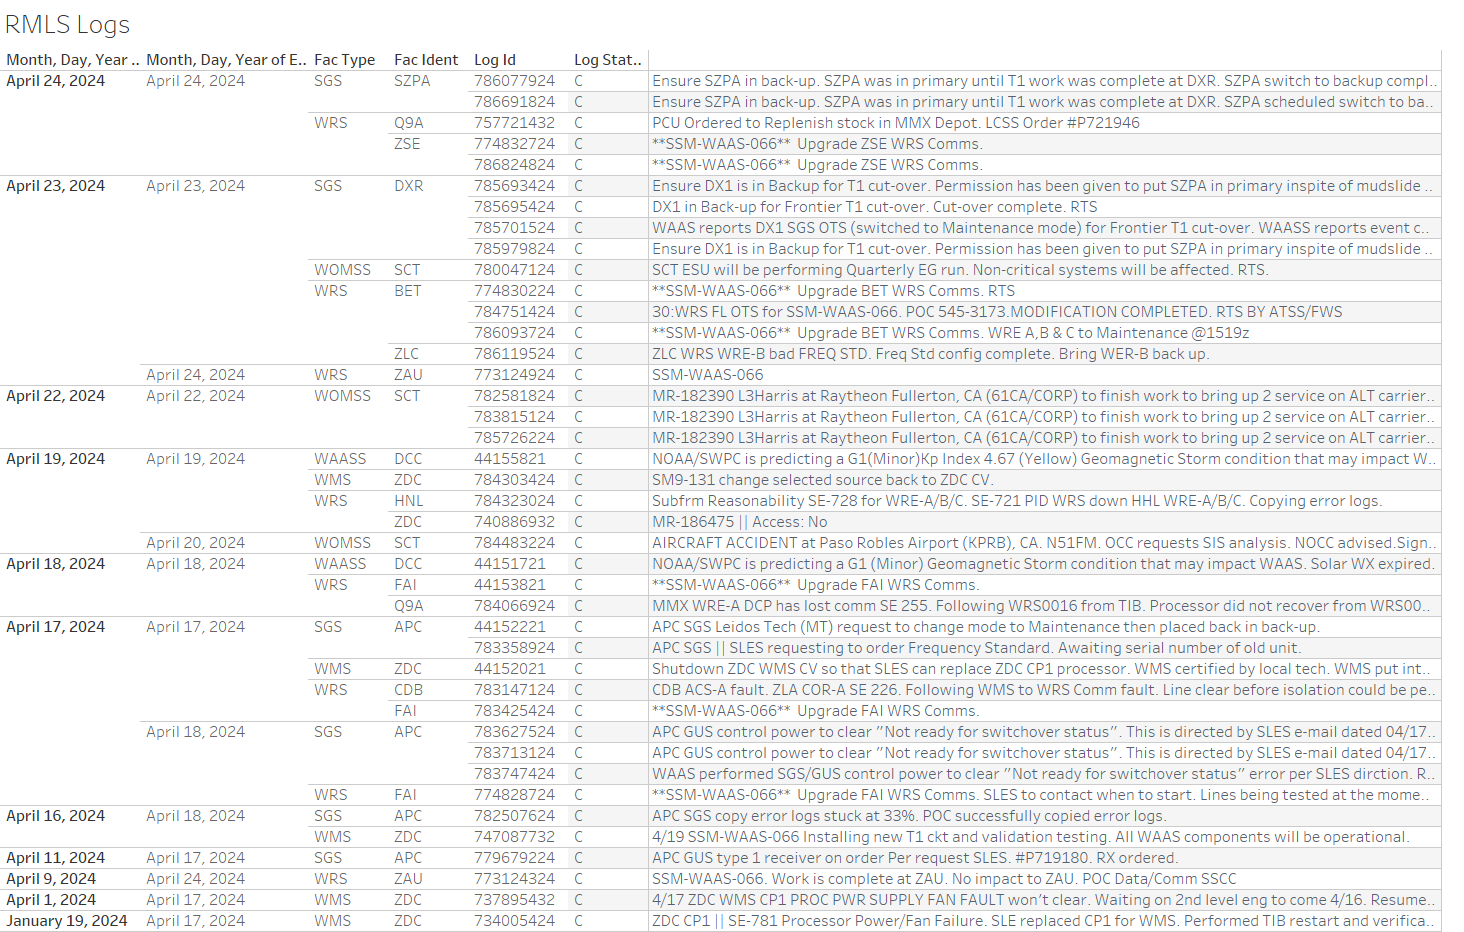 RMLS Logs
Month, Day, Year .. Month, Day, Year of E.. Fac Type Fac Ident Log Id Log Stat..
April 24, 2024 April 24, 2024 SGS SZPA 786077924 C Ensure SZPA in back-up. SZPA was in primary until T1 work was complete at DXR. SZPA switch to backup compl..
786691824 C Ensure SZPA in back-up. SZPA was in primary until T1 work was complete at DXR. SZPA scheduled switch to ba..
WRS Q9A 757721432 C PCU Ordered to Replenish stock in MMX Depot. LCSS Order #P721946
ZSE 774832724 C **SSM-WAAS-066** Upgrade ZSE WRS Comms.
786824824 C **SSM-WAAS-066** Upgrade ZSE WRS Comms.
April 23, 2024 April 23, 2024 SGS DXR 785693424 C Ensure DX1 is in Backup for T1 cut-over. Permission has been given to put SZPA in primary inspite of mudslide ..
785695424 C DX1 in Back-up for Frontier T1 cut-over. Cut-over complete. RTS
785701524 C WAAS reports DX1 SGS OTS (switched to Maintenance mode) for Frontier T1 cut-over. WAASS reports event c..
785979824 C Ensure DX1 is in Backup for T1 cut-over. Permission has been given to put SZPA in primary inspite of mudslide ..
WOMSS SCT 780047124 C SCT ESU will be performing Quarterly EG run. Non-critical systems will be affected. RTS.
WRS BET 774830224 C **SSM-WAAS-066** Upgrade BET WRS Comms. RTS
784751424 C 30:WRS FL OTS for SSM-WAAS-066. POC 545-3173.MODIFICATION COMPLETED. RTS BY ATSS/FWS
786093724 C **SSM-WAAS-066** Upgrade BET WRS Comms. WRE A,B & C to Maintenance @1519z
ZLC 786119524 C ZLC WRS WRE-B bad FREQ STD. Freq Std config complete. Bring WER-B back up.
April 24, 2024 WRS ZAU 773124924 C SSM-WAAS-066
April 22, 2024 April 22, 2024 WOMSS SCT 782581824 C MR-182390 L3Harris at Raytheon Fullerton, CA (61CA/CORP) to finish work to bring up 2 service on ALT carrier..
783815124 C MR-182390 L3Harris at Raytheon Fullerton, CA (61CA/CORP) to finish work to bring up 2 service on ALT carrier..
785726224 C MR-182390 L3Harris at Raytheon Fullerton, CA (61CA/CORP) to finish work to bring up 2 service on ALT carrier..
April 19, 2024 April 19, 2024 WAASS DCC 44155821 C NOAA/SWPC is predicting a G1(Minor)Kp Index 4.67 (Yellow) Geomagnetic Storm condition that may impact W..
WMS ZDC 784303424 C SM9-131 change selected source back to ZDC CV.
WRS HNL 784323024 C Subfrm Reasonability SE-728 for WRE-A/B/C. SE-721 PID WRS down HHL WRE-A/B/C. Copying error logs.
ZDC 740886932 C MR-186475 || Access: No
April 20, 2024 WOMSS SCT 784483224 C AIRCRAFT ACCIDENT at Paso Robles Airport (KPRB), CA. N51FM. OCC requests SIS analysis. NOCC advised.Sign..
April 18, 2024 April 18, 2024 WAASS DCC 44151721 C NOAA/SWPC is predicting a G1 (Minor) Geomagnetic Storm condition that may impact WAAS. Solar WX expired.
WRS FAI 44153821 C **SSM-WAAS-066** Upgrade FAI WRS Comms.
Q9A 784066924 C MMX WRE-A DCP has lost comm SE 255. Following WRS0016 from TIB. Processor did not recover from WRS00..
April 17, 2024 April 17, 2024 SGS APC 44152221 C APC SGS Leidos Tech (MT) request to change mode to Maintenance then placed back in back-up.
783358924 C APC SGS || SLES requesting to order Frequency Standard. Awaiting serial number of old unit.
WMS ZDC 44152021 C Shutdown ZDC WMS CV so that SLES can replace ZDC CP1 processor. WMS certified by local tech. WMS put int..
WRS CDB 783147124 C CDB ACS-A fault. ZLA COR-A SE 226. Following WMS to WRS Comm fault. Line clear before isolation could be pe..
FAI 783425424 C **SSM-WAAS-066** Upgrade FAI WRS Comms.
April 18, 2024 SGS APC 783627524 C APC GUS control power to clear "Not ready for switchover status". This is directed by SLES e-mail dated 04/17..
783713124 C APC GUS control power to clear "Not ready for switchover status". This is directed by SLES e-mail dated 04/17..
783747424 C WAAS performed SGS/GUS control power to clear "Not ready for switchover status" error per SLES dirction. R..
WRS FAI 774828724 C **SSM-WAAS-066** Upgrade FAI WRS Comms. SLES to contact when to start. Lines being tested at the mome..
April 16, 2024 April 18, 2024 SGS APC 782507624 C APC SGS copy error logs stuck at 33%. POC successfully copied error logs.
WMS ZDC 747087732 C 4/19 SSM-WAAS-066 Installing new T1 ckt and validation testing. All WAAS components will be operational.
April 11, 2024 April 17, 2024 SGS APC 779679224 C APC GUS type 1 receiver on order Per request SLES. #P719180. RX ordered.
April 9, 2024 April 24, 2024 WRS ZAU 773124324 C SSM-WAAS-066. Work is complete at ZAU. No impact to ZAU. POC Data/Comm SSCC
April 1, 2024 April 17, 2024 WMS ZDC 737895432 C 4/17 ZDC WMS CP1 PROC PWR SUPPLY FAN FAULT won't clear. Waiting on 2nd level eng to come 4/16. Resume..
January 19, 2024 April 17, 2024 WMS ZDC 734005424 C ZDC CP1 || SE-781 Processor Power/Fan Failure. SLE replaced CP1 for WMS. Performed TIB restart and verifica..